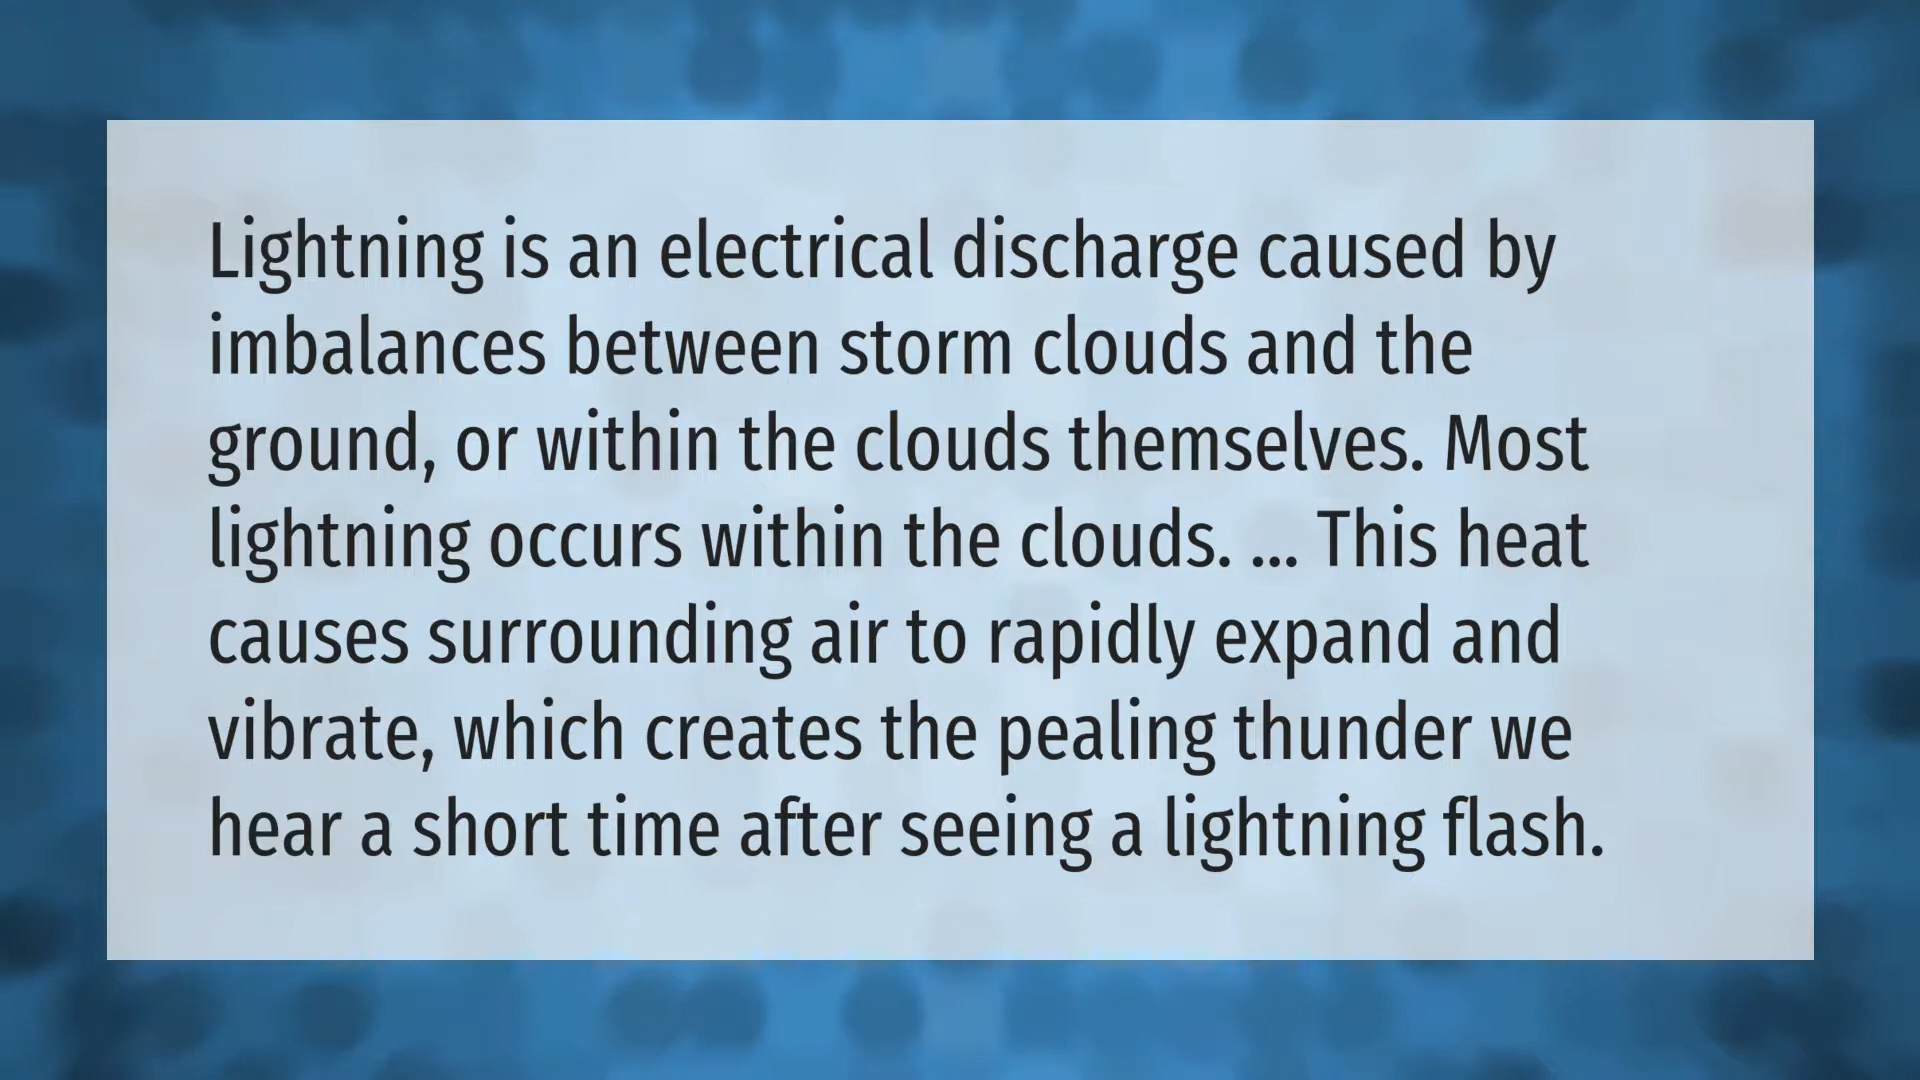 Lightning is an electrical discharge caused by
imbalances between storm clouds and the
ground, or within the clouds themselves. Most
lightning occurs within the clouds. ... This heat
causes surrounding air to rapidly expand and
vibrate, which creates the pealing thunder we
hear a short time after seeing a lightning flash.